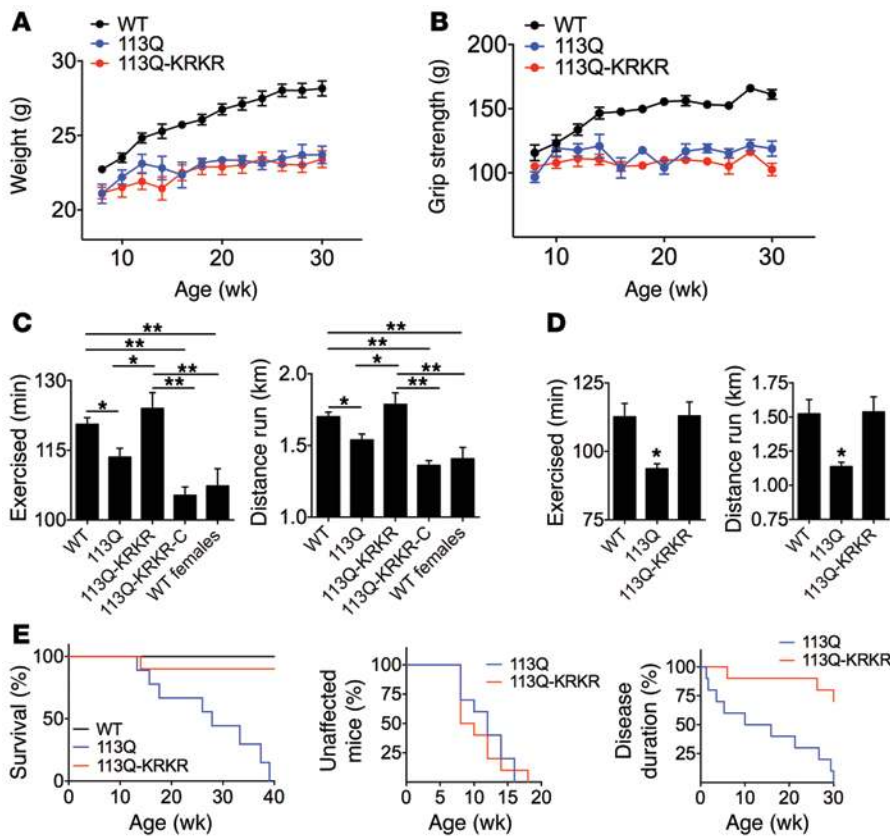 A
WT
113Q
113Q-KRKR
30
26
22
Weight (g)
10 20 30
Age (wk)
B
WT
113Q
113Q-KRKR
200
150
100
Grip strength (g)
10 20 30
Age (wk)
C
** 
**
* **
* **
130
115
100
Exercised (min)
WT
113Q
113Q-KRKR
113Q-KRKR-C
WT females
**
**
* **
* **
2.0
1.5
1.0
Distance run (km)
WT
113Q
113Q-KRKR
113Q-KRKR-C
WT females
D
125
100
75
Exercised (min)
*
WT
113Q
113Q-KRKR
1.75
1.50
1.25
1.00
0.75
Distance run (km)
*
WT
113Q
113Q-KRKR
E
100
50
0
Survival (%)
WT
113Q
113Q-KRKR
0 10 20 30 40
Age (wk)
113Q
113Q-KRKR
100
75
50
25
Unaffected
mice (%)
0 5 10 15 20
Age (wk)
113Q
113Q-KRKR
100
75
50
25
Disease
duration (%)
0 10 20 30
Age (wk)